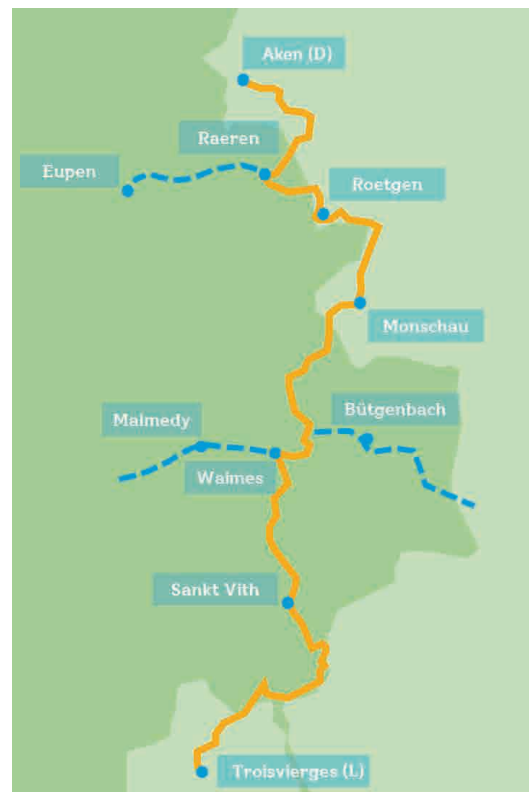 Aken (D)
Raeren
Eupen
Roetgen
Monschau
Bütgenbach
Malmedy
Waimes
Sankt Vith
Troisvierges (L)